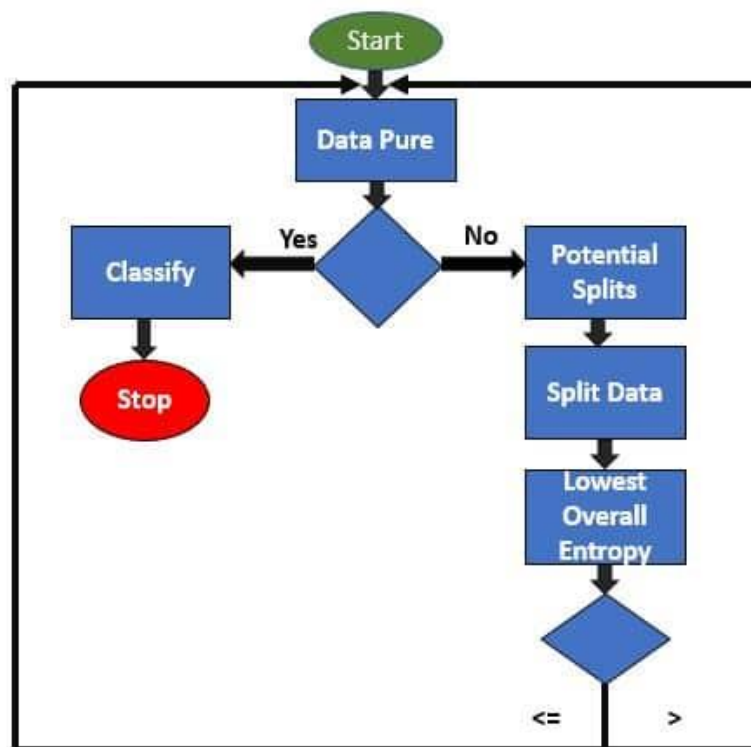 Start
Data Pure
Yes
No
Classify
Potential
Splits
Stop
Split Data
Lowest
Overall
Entropy
<=
>